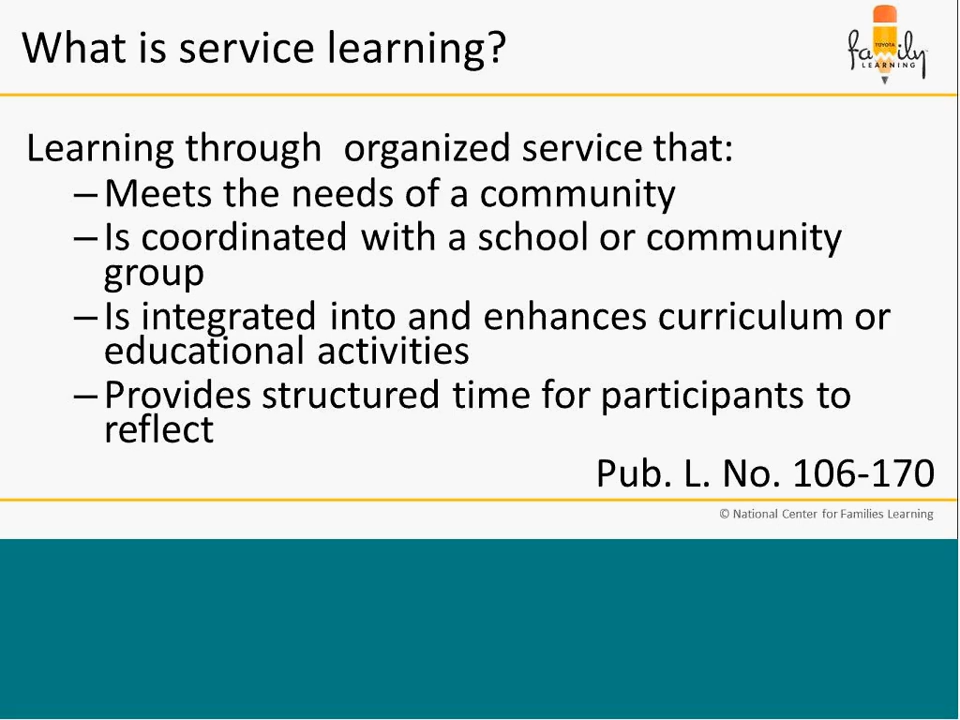 What is service learning?
TOYOTA
family
LEARNING
Learning through  organized service that:
–Meets the needs of a community
–Is coordinated with a school or community
group
–Is integrated into and enhances curriculum or
educational activities
–Provides structured time for participants to
reflect
Pub. L. No. 106-170
© National Center for Families Learning